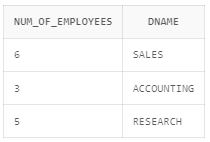 NUM_OF_EMPLOYEES DNAME
6 SALES
3 ACCOUNTING
5 RESEARCH